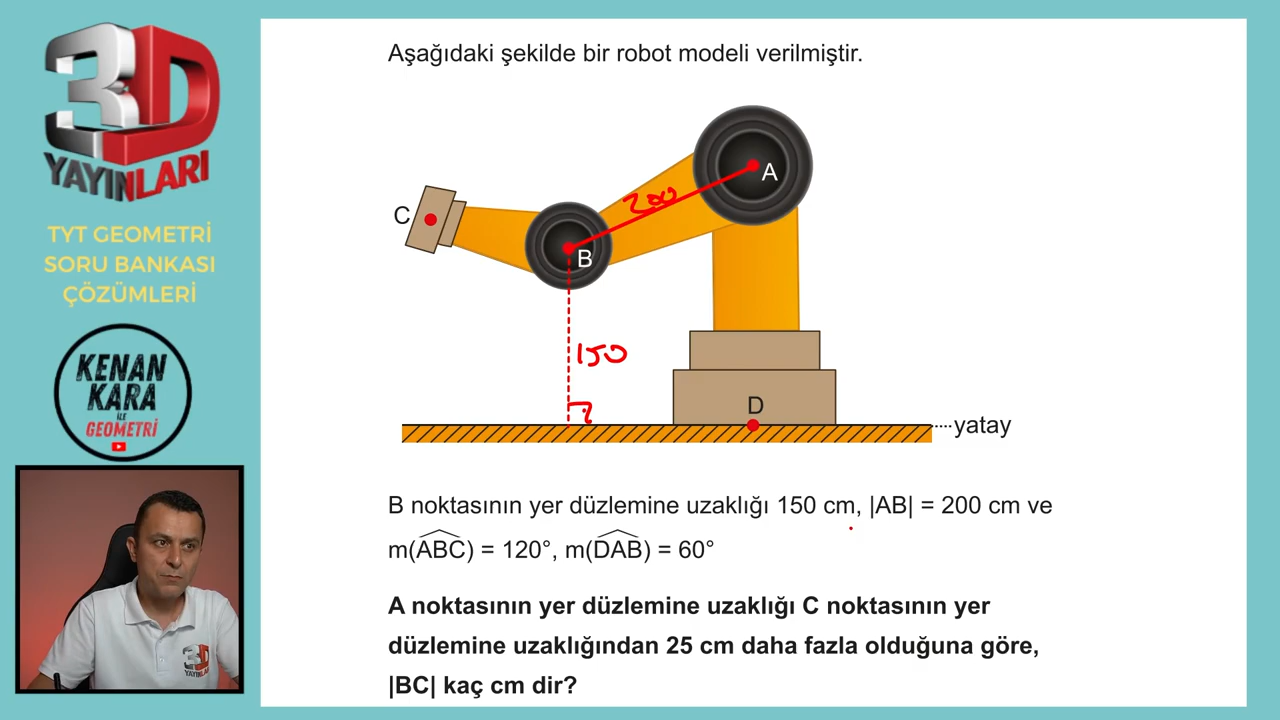 3D
YAYINLARI
TYT GEOMETRİ
SORU BANKASI
ÇÖZÜMLERİ
KENAN
KARA
İLE
GEOMETRİ
3D
YAYINLARI
Aşağıdaki şekilde bir robot modeli verilmiştir.
A
200
C
B
150
D
yatay
B noktasının yer düzlemine uzaklığı 150 cm, |AB| = 200 cm ve
m(ABC) = 120°, m(DAB) = 60°
A noktasının yer düzlemine uzaklığı C noktasının yer
düzlemine uzaklığından 25 cm daha fazla olduğuna göre,
|BC| kaç cm dir?